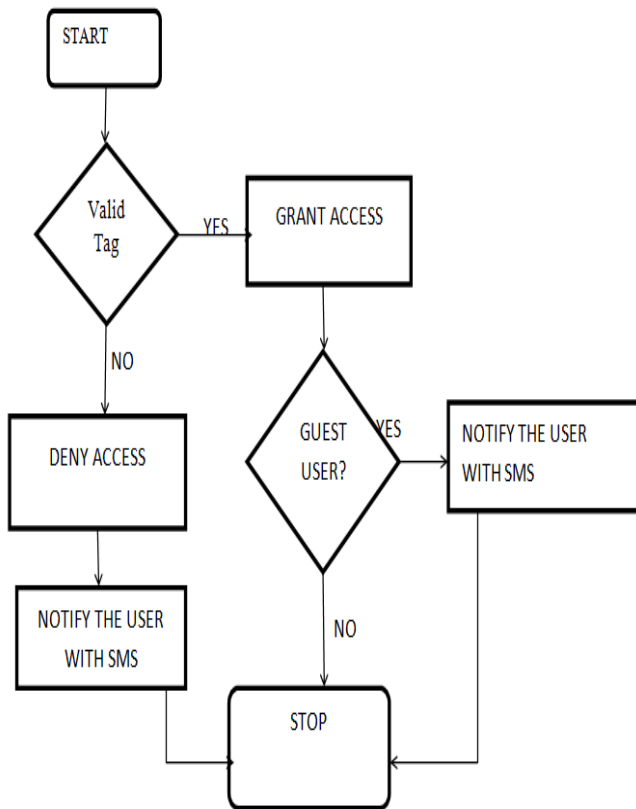 START
Valid
Tag
YES
GRANT ACCESS
NO
DENY ACCESS
GUEST
USER?
YES
NOTIFY THE USER
WITH SMS
NOTIFY THE USER
WITH SMS
NO
STOP